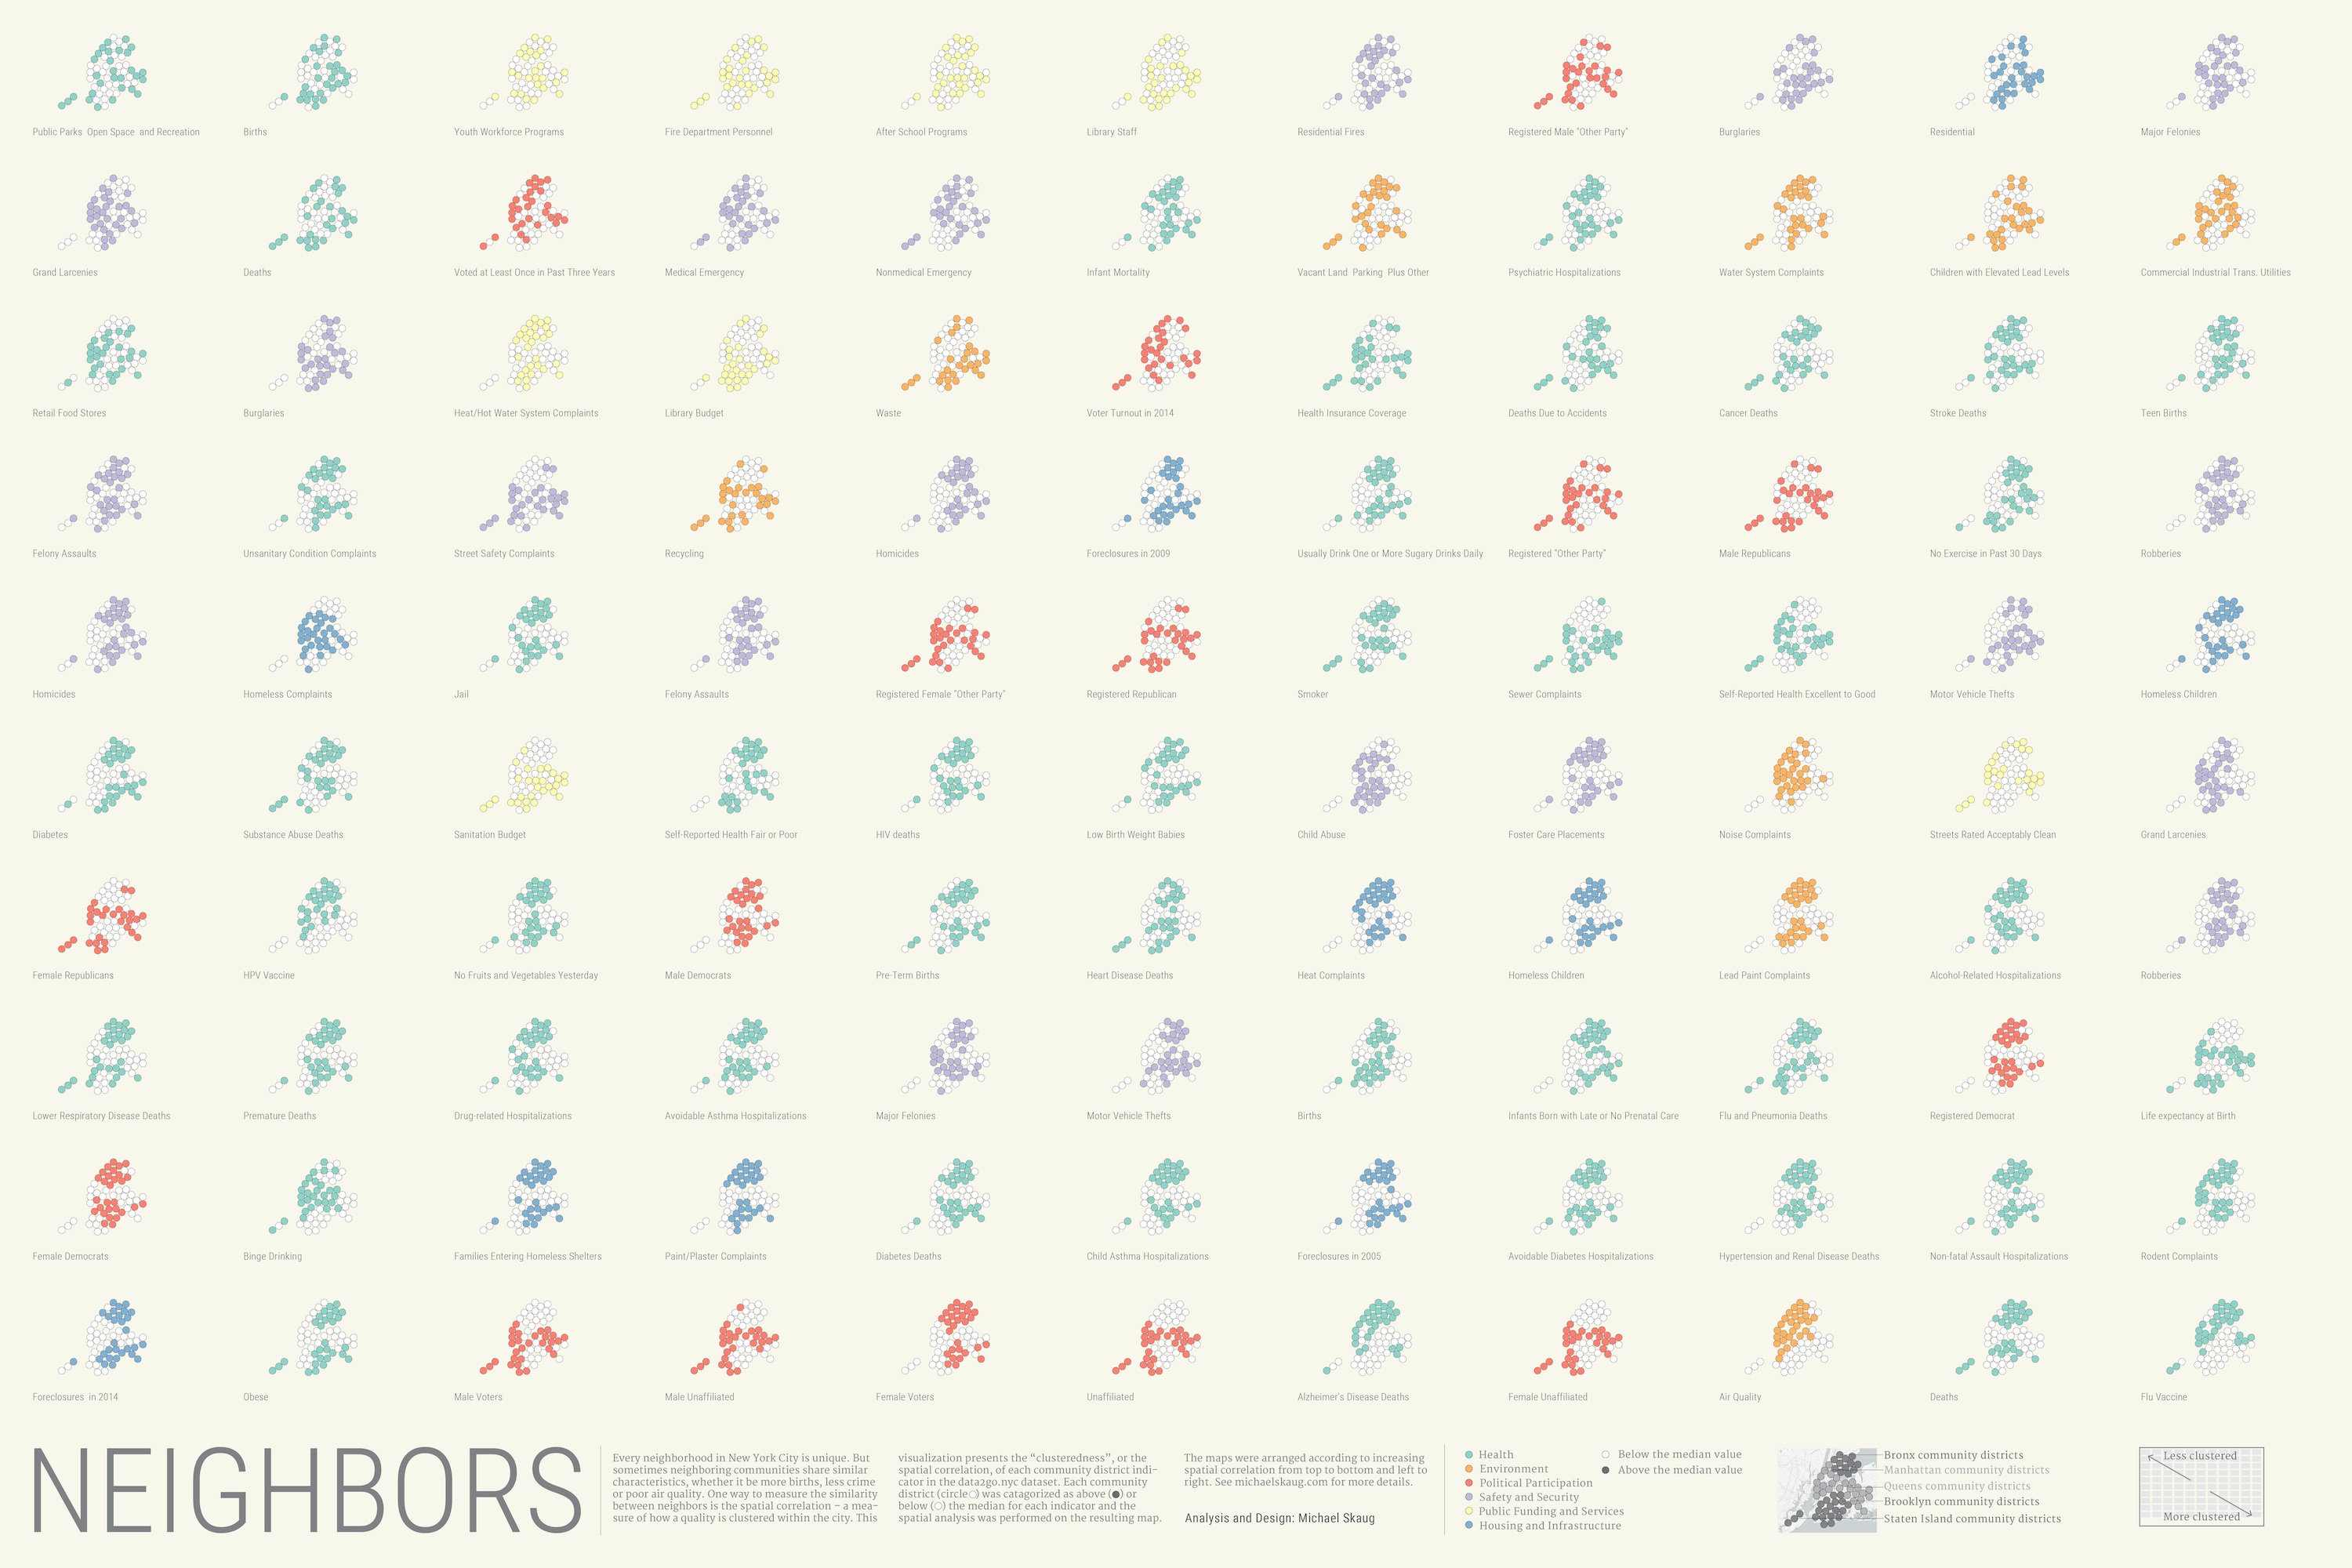 Public Parks  Open Space  and Recreation
Births
Youth Workforce Programs
Fire Department Personnel
After School Programs
Library Staff
Residential Fires
Registered Male "Other Party"
Burglaries
Residential
Major Felonies
Grand Larcenies
Deaths
Voted at Least Once in Past Three Years
Medical Emergency
Nonmedical Emergency
Infant Mortality
Vacant Land  Parking  Plus Other
Psychiatric Hospitalizations
Water System Complaints
Children with Elevated Lead Levels
Commercial Industrial Trans. Utilities
Retail Food Stores
Burglaries
Heat/Hot Water System Complaints
Library Budget
Waste
Voter Turnout in 2014
Health Insurance Coverage
Deaths Due to Accidents
Cancer Deaths
Stroke Deaths
Teen Births
Felony Assaults
Unsanitary Condition Complaints
Street Safety Complaints
Recycling
Homicides
Foreclosures in 2009
Usually Drink One or More Sugary Drinks Daily
Registered "Other Party"
Male Republicans
No Exercise in Past 30 Days
Robberies
Homicides
Homeless Complaints
Jail
Felony Assaults
Registered Female "Other Party"
Registered Republican
Smoker
Sewer Complaints
Self-Reported Health Excellent to Good
Motor Vehicle Thefts
Homeless Children
Diabetes
Substance Abuse Deaths
Sanitation Budget
Self-Reported Health Fair or Poor
HIV deaths
Low Birth Weight Babies
Child Abuse
Foster Care Placements
Noise Complaints
Streets Rated Acceptably Clean
Grand Larcenies
Female Republicans
HPV Vaccine
No Fruits and Vegetables Yesterday
Male Democrats
Pre-Term Births
Heart Disease Deaths
Heat Complaints
Homeless Children
Lead Paint Complaints
Alcohol-Related Hospitalizations
Robberies
Lower Respiratory Disease Deaths
Premature Deaths
Drug-related Hospitalizations
Avoidable Asthma Hospitalizations
Major Felonies
Motor Vehicle Thefts
Births
Infants Born with Late or No Prenatal Care
Flu and Pneumonia Deaths
Registered Democrat
Life expectancy at Birth
Female Democrats
Binge Drinking
Families Entering Homeless Shelters
Paint/Plaster Complaints
Diabetes Deaths
Child Asthma Hospitalizations
Foreclosures in 2005
Avoidable Diabetes Hospitalizations
Hypertension and Renal Disease Deaths
Non-fatal Assault Hospitalizations
Rodent Complaints
Foreclosures  in 2014
Obese
Male Voters
Male Unaffiliated
Female Voters
Unaffiliated
Alzheimer's Disease Deaths
Female Unaffiliated
Air Quality
Deaths
Flu Vaccine
NEIGHBORS
Every neighborhood in New York City is unique. But
sometimes neighboring communities share similar
characteristics, whether it be more births, less crime
or poor air quality. One way to measure the similarity
between neighbors is the spatial correlation – a mea-
sure of how a quality is clustered within the city. This
visualization presents the “clusteredness”, or the
spatial correlation, of each community district indi-
cator in the data2go.nyc dataset. Each community
district (circle ) was catagorized as above ( ) or
below ( ) the median for each indicator and the
spatial analysis was performed on the resulting map.
The maps were arranged according to increasing
spatial correlation from top to bottom and left to
right. See michaelskaug.com for more details.
Analysis and Design: Michael Skaug
Health
Environment
Political Participation
Safety and Security
Public Funding and Services
Housing and Infrastructure
Below the median value
Above the median value
Bronx community districts
Manhattan community districts
Queens community districts
Brooklyn community districts
Staten Island community districts
Less clustered
More clustered